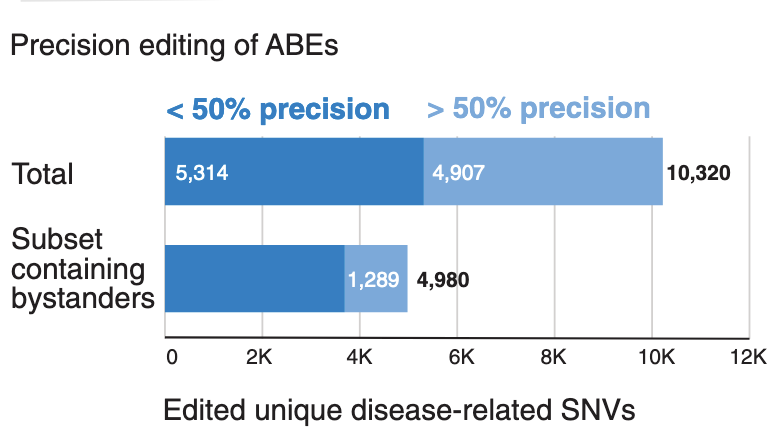 Precision editing of ABEs
< 50% precision > 50% precision
Total 5,314 4,907 10,320
Subset
containing
bystanders
1,289 4,980
0 2K 4K 6K 8K 10K 12K
Edited unique disease-related SNVs